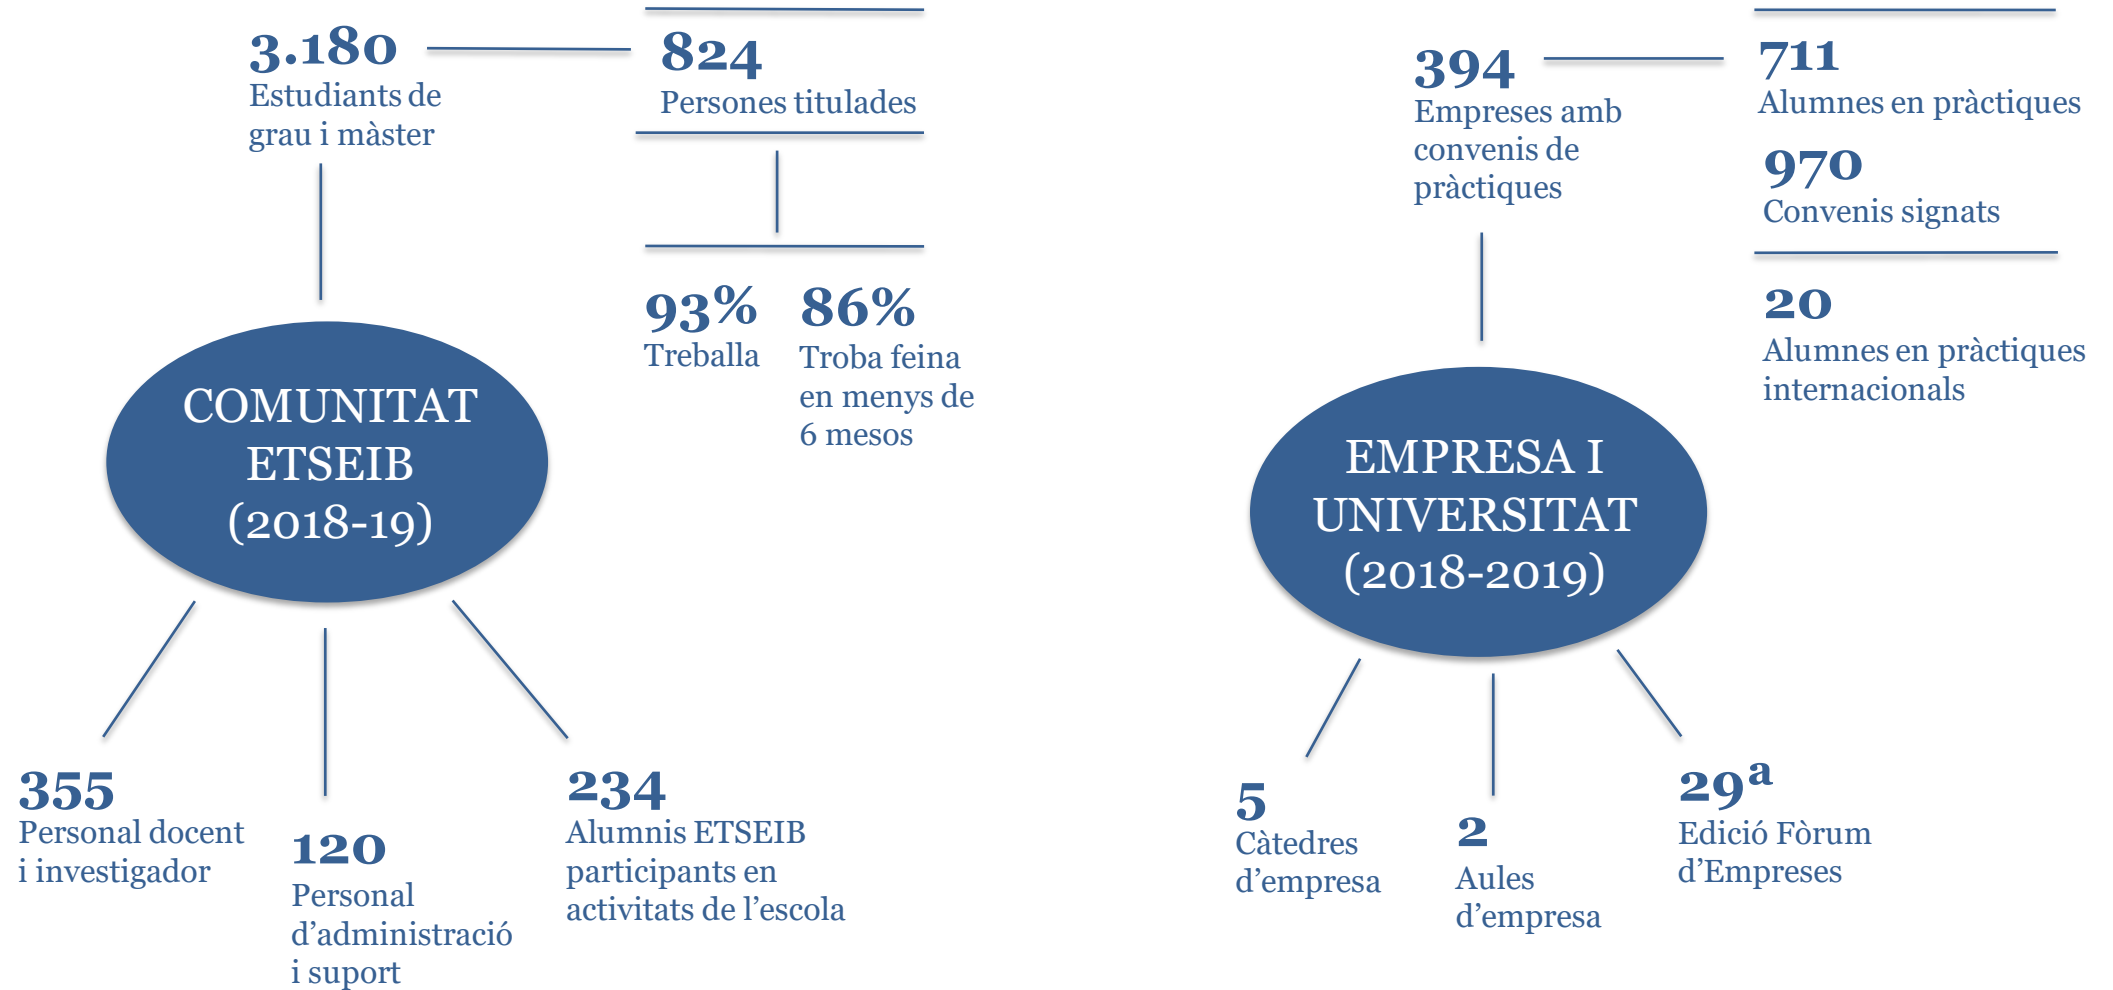 3.180
Estudiants de
grau i màster
824
Persones titulades
93%
Treballa
86%
Troba feina
en menys de
6 mesos
COMUNITAT
ETSEIB
(2018-19)
355
Personal docent
i investigador
120
Personal
d’administració
i suport
234
Alumnis ETSEIB
participants en
activitats de l’escola
394
Empreses amb
convenis de
pràctiques
711
Alumnes en pràctiques
970
Convenis signats
20
Alumnes en pràctiques
internacionals
EMPRESA I
UNIVERSITAT
(2018-2019)
5
Càtedres
d’empresa
2
Aules
d’empresa
29ª
Edició Fòrum
d’Empreses